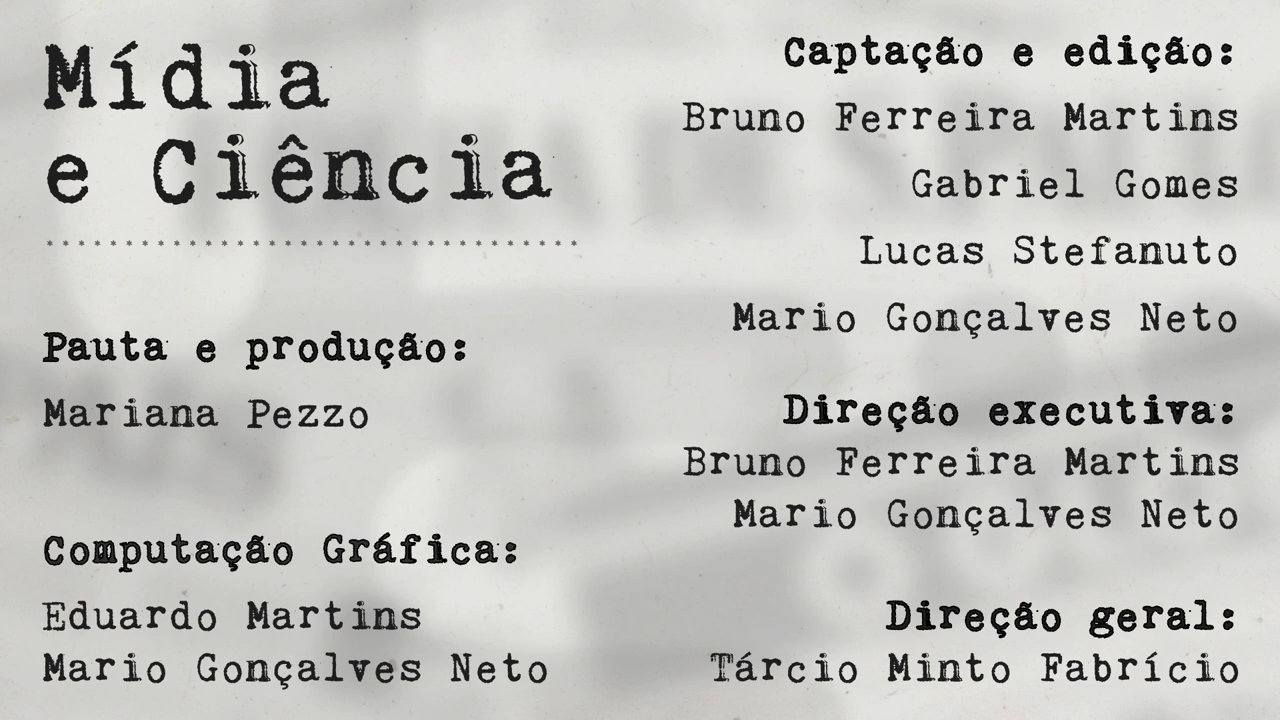 Mídia
e Ciência
Pauta e produção:
Mariana Pezzo
Computação Gráfica:
Eduardo Martins
Mario Gonçalves Neto
Captação e edição:
Bruno Ferreira Martins
Gabriel Gomes
Lucas Stefanuto
Mario Gonçalves Neto
Direção executiva:
Bruno Ferreira Martins
Mario Gonçalves Neto
Direção geral:
Tárcio Minto Fabrício